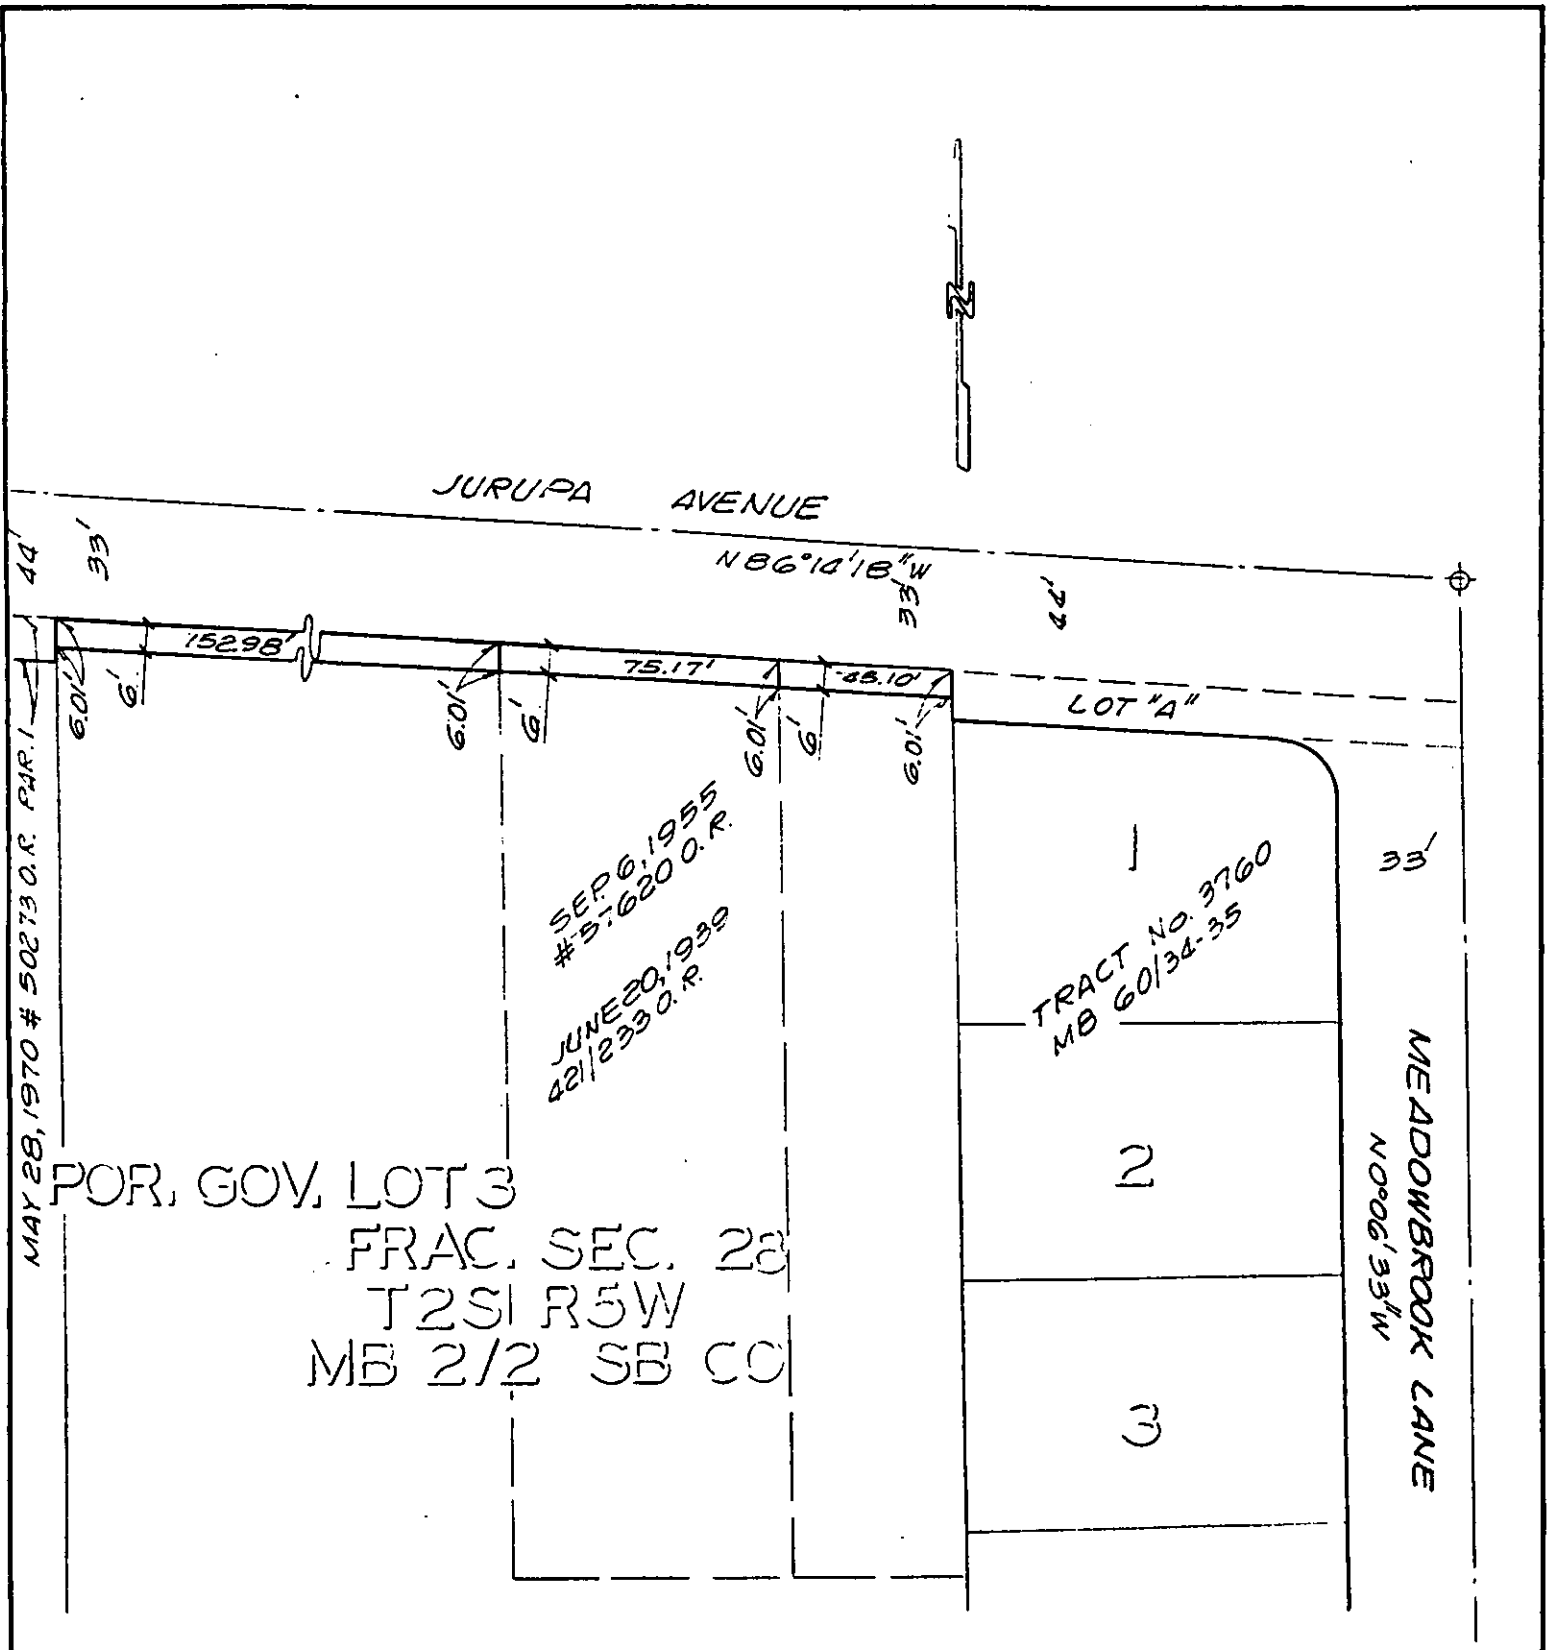 N
JURUPA AVENUE
N86°14'18"W
44'
33'
33'
44'
152.98'
75.17'
45.10'
6.01'
6'
6.01'
6'
6.01'
6'
6.01'
LOT "A"
MAY 28, 1970 # 50273 O.R. PAR. 1
SEP. 6, 1955
#57620 O.R.
JUNE 20, 1939
421/233 O.R.
1
33'
TRACT No. 3760
MB 60/34-35
2
3
MEADOWBROOK LANE
N0°06'33"W
POR. GOV. LOT 3
FRAC. SEC. 28
T2S R5W
MB 2/2 SB CO